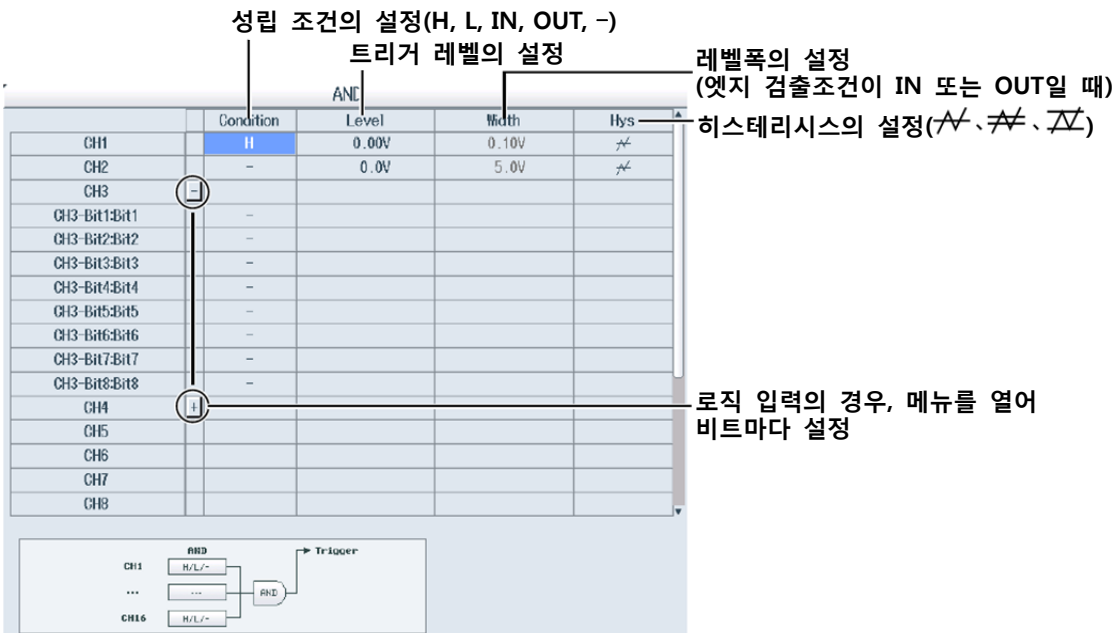 성립 조건의 설정(H, L, IN, OUT, −)
트리거 레벨의 설정
레벨폭의 설정
(엣지 검출조건이 IN 또는 OUT일 때)
AND
Condition Level Width Hys
히스테리시스의 설정( 、 、 )
CH1 H 0.00V 0.10V
CH2 - 0.0V 5.0V
CH3 -
CH3-Bit1:Bit1 -
CH3-Bit2:Bit2 -
CH3-Bit3:Bit3 -
CH3-Bit4:Bit4 -
CH3-Bit5:Bit5 -
CH3-Bit6:Bit6 -
CH3-Bit7:Bit7 -
CH3-Bit8:Bit8 -
CH4 +
로직 입력의 경우, 메뉴를 열어
비트마다 설정
CH5
CH6
CH7
CH8
AND
Trigger
CH1 H/L/-
... ... AND
CH16 H/L/-